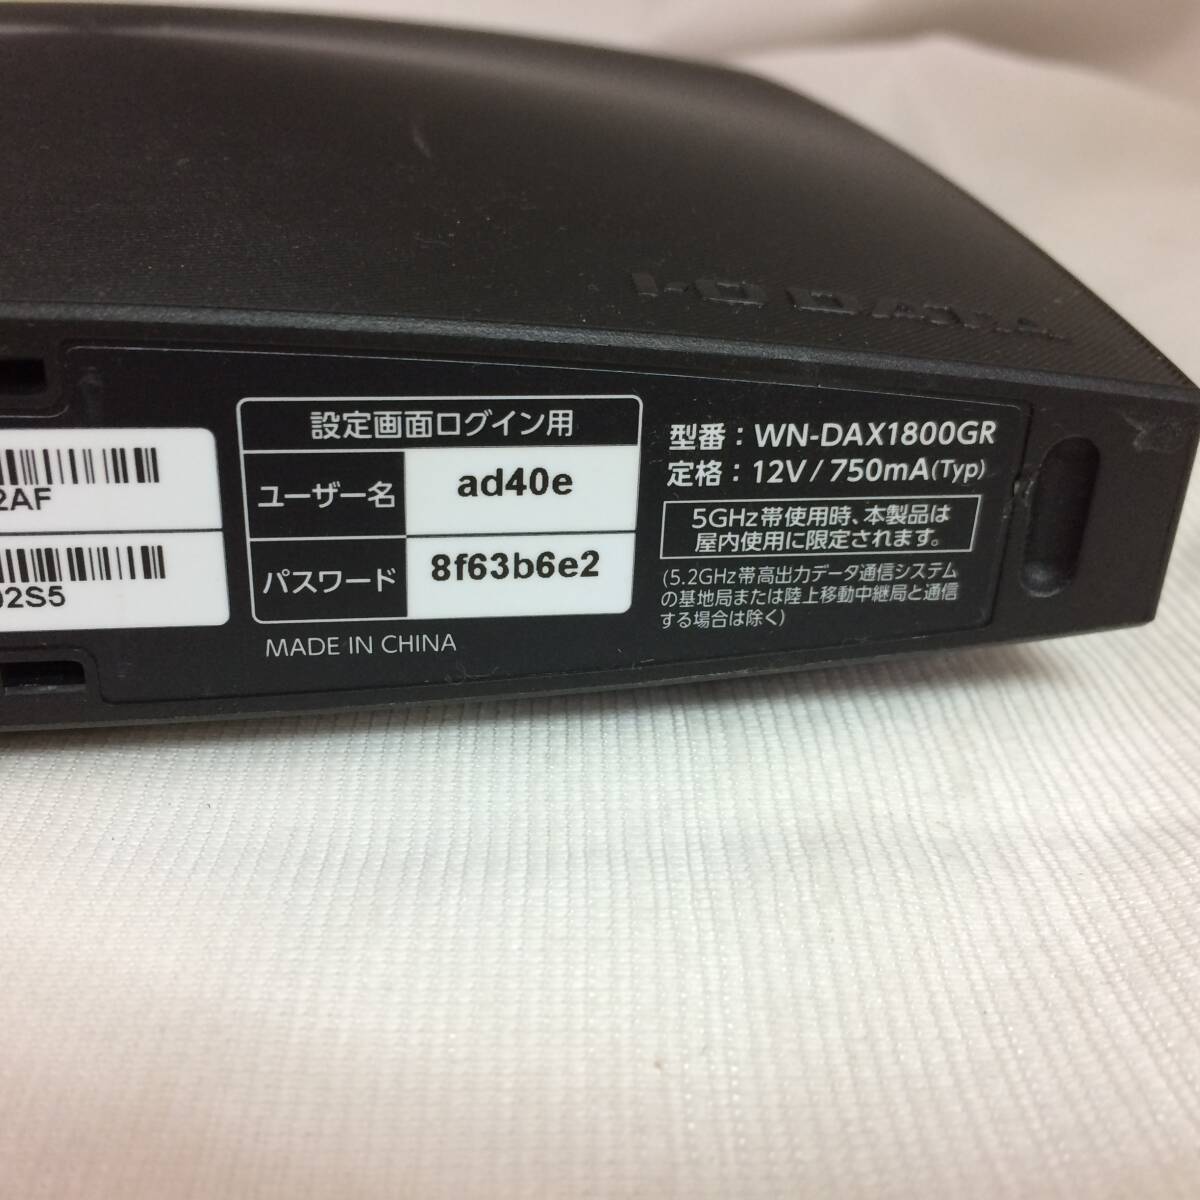 I-O DATA
2AF
02S5
設定画面ログイン用
ユーザー名 ad40e
パスワード 8f63b6e2
MADE IN CHINA
型番：WN-DAX1800GR
定格：12V / 750mA(Typ)
5GHz帯使用時、本製品は
屋内使用に限定されます。
(5.2GHz帯高出力データ通信システム
の基地局または陸上移動中継局と通信
する場合は除く)